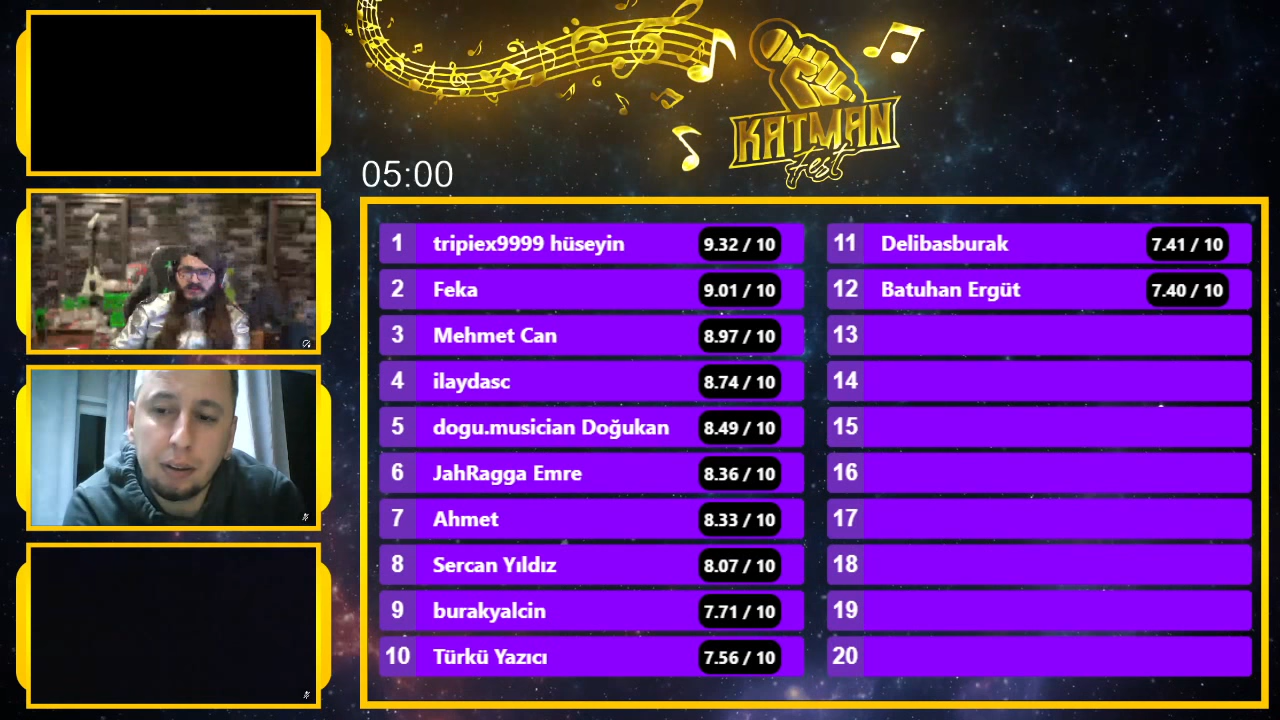 KATMAN
Fest
05:00
1 tripiex9999 hüseyin 9.32 / 10
2 Feka 9.01 / 10
3 Mehmet Can 8.97 / 10
4 ilaydasc 8.74 / 10
5 dogu.musician Doğukan 8.49 / 10
6 JahRagga Emre 8.36 / 10
7 Ahmet 8.33 / 10
8 Sercan Yıldız 8.07 / 10
9 burakyalcin 7.71 / 10
10 Türkü Yazıcı 7.56 / 10
11 Delibasburak 7.41 / 10
12 Batuhan Ergüt 7.40 / 10
13
14
15
16
17
18
19
20